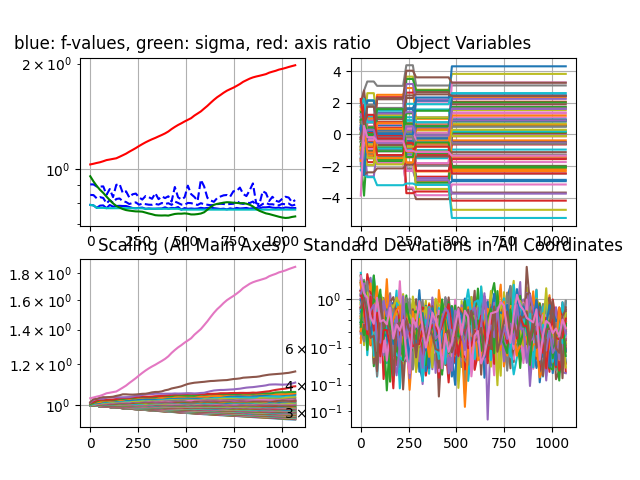 blue: f-values, green: sigma, red: axis ratio
Object Variables
2 × 10⁰
10⁰
0 250 500 750 1000
4
2
0
−2
−4
0 250 500 750 1000
Scaling (All Main Axes)
Standard Deviations in All Coordinates
1.8 × 10⁰
1.6 × 10⁰
1.4 × 10⁰
1.2 × 10⁰
10⁰
0 250 500 750 1000
10⁰
6 × 10⁻¹
4 × 10⁻¹
3 × 10⁻¹
0 250 500 750 1000